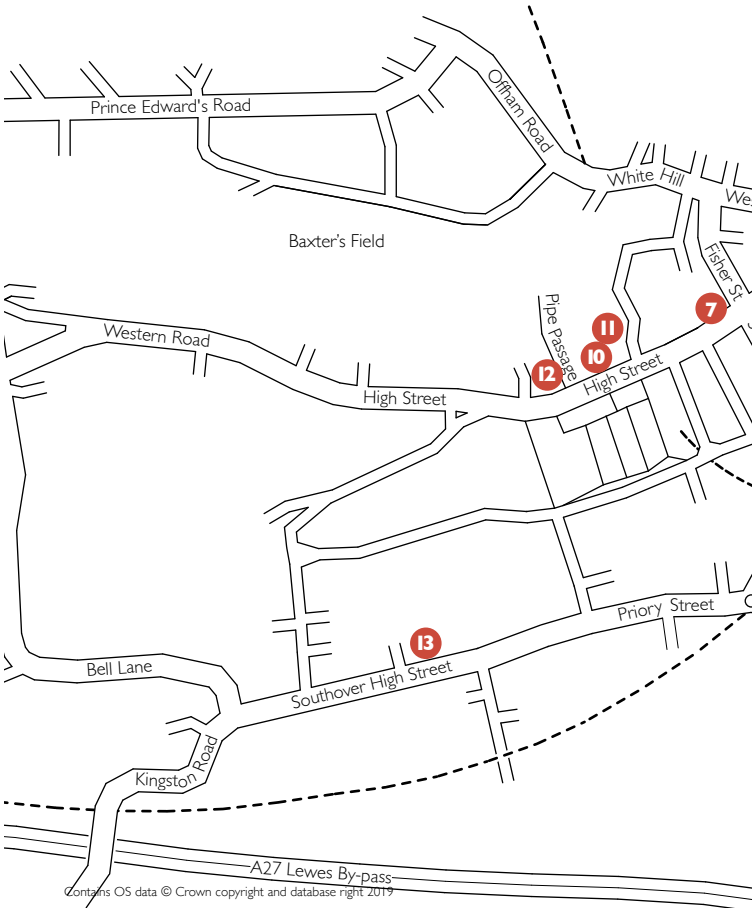 Offham Road
Prince Edward's Road
White Hill
Baxter's Field
Fisher St
7
Pipe Passage
11
Western Road
10
12
High Street
High Street
Priory Street
13
Bell Lane
Southover High Street
Kingston Road
A27 Lewes By-pass
Contains OS data © Crown copyright and database right 2019